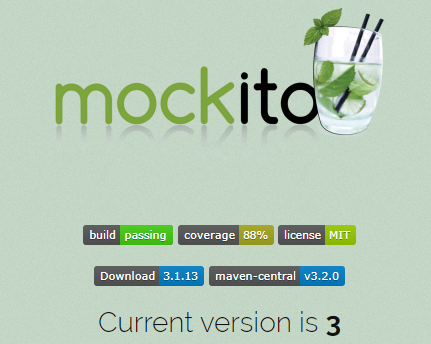 mockito
build passing coverage 88% license MIT
Download 3.1.13 maven-central v3.2.0
Current version is 3